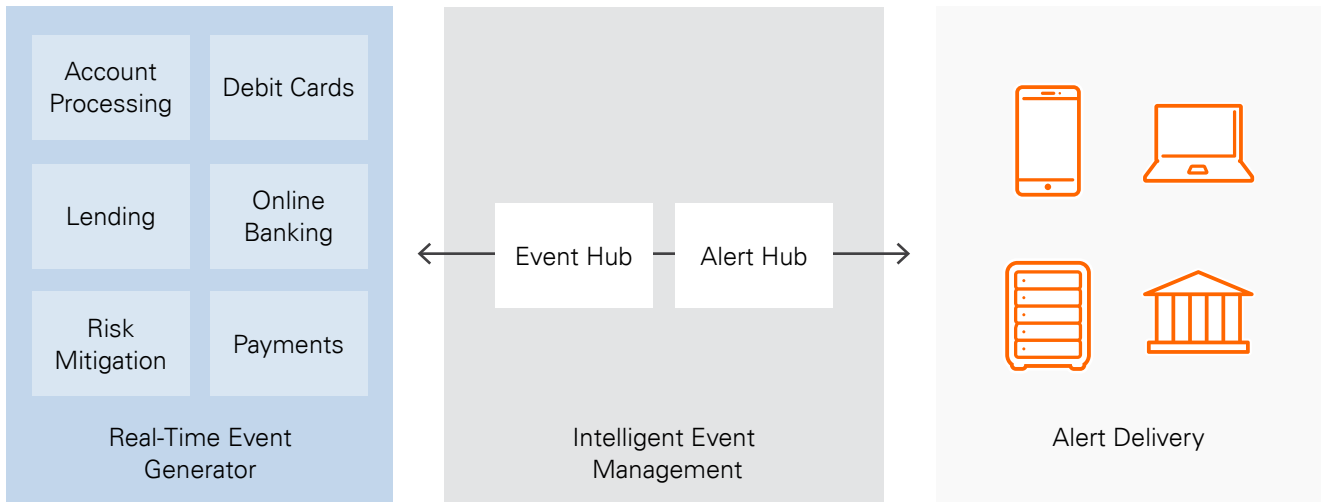 Account
Processing
Debit Cards
Lending
Online
Banking
Risk
Mitigation
Payments
Real-Time Event
Generator
Event Hub
Alert Hub
Intelligent Event
Management
Alert Delivery